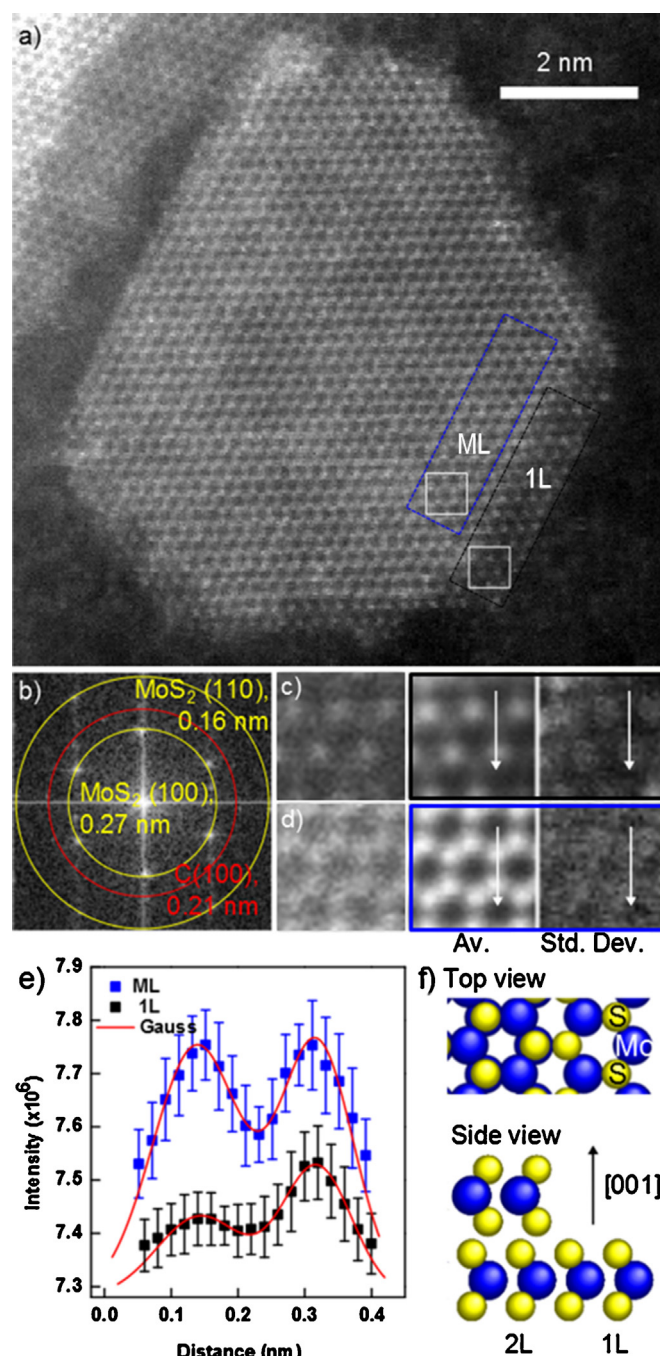 a)
2 nm
ML
1L
b)
MoS2 (110),
0.16 nm
MoS2 (100),
0.27 nm
C(100),
0.21 nm
c)
d)
Av. Std. Dev.
e)
7.9
7.8
7.7
7.6
7.5
7.4
7.3
Intensity (x10⁶)
ML
1L
Gauss
0.0 0.1 0.2 0.3 0.4
Distance (nm)
f) Top view
S
Mo
S
Side view
[001]
2L 1L